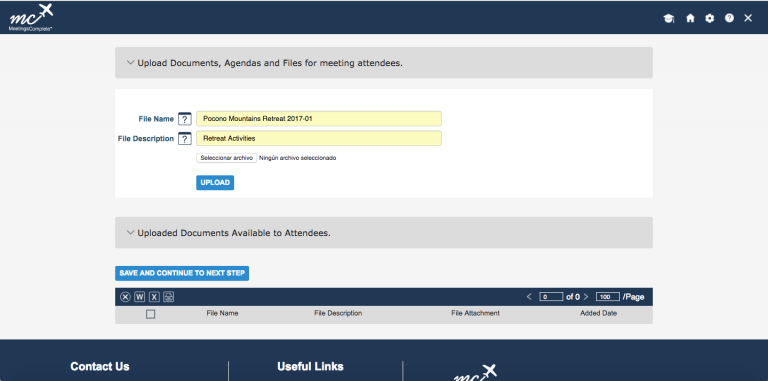 mc
MeetingsComplete™
Upload Documents, Agendas and Files for meeting attendees.
File Name ? Pocono Mountains Retreat 2017-01
File Description ? Retreat Activities
Seleccionar archivo Ningún archivo seleccionado
UPLOAD
Uploaded Documents Available to Attendees.
SAVE AND CONTINUE TO NEXT STEP
W X < 0 of 0 > 100 /Page
File Name File Description File Attachment Added Date
Contact Us Useful Links mc